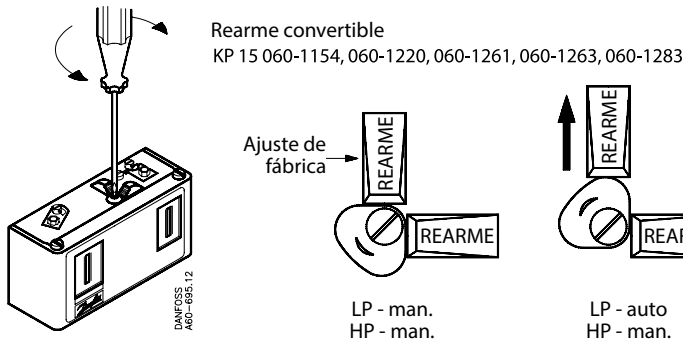 Rearme convertible
KP 15 060-1154, 060-1220, 060-1261, 060-1263, 060-1283
Ajuste de
fábrica
REARME
REARME
LP - man.
HP - man.
REARME
LP - auto
HP - man.
DANFOSS
A60-695.12